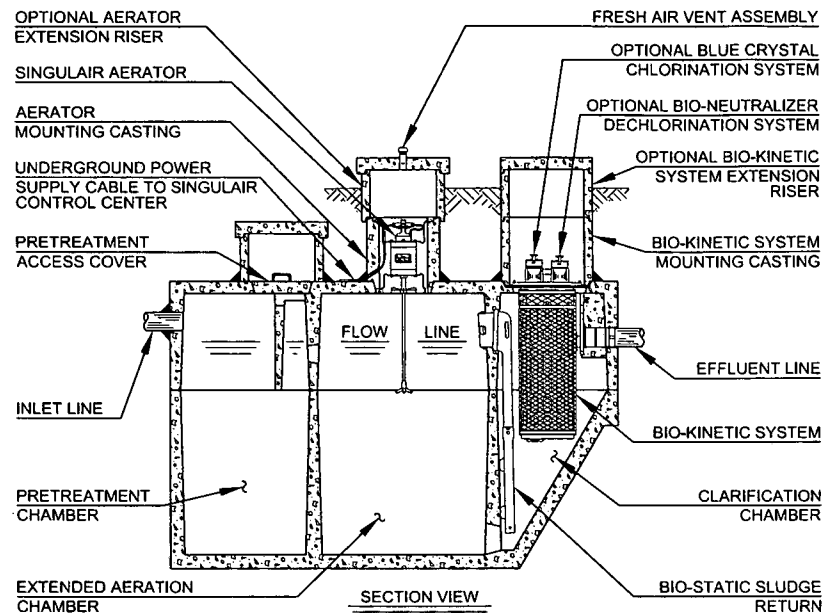 OPTIONAL AERATOR
EXTENSION RISER
SINGULAIR AERATOR
AERATOR
MOUNTING CASTING
UNDERGROUND POWER
SUPPLY CABLE TO SINGULAIR
CONTROL CENTER
PRETREATMENT
ACCESS COVER
INLET LINE
PRETREATMENT
CHAMBER
EXTENDED AERATION
CHAMBER
FLOW LINE
SECTION VIEW
FRESH AIR VENT ASSEMBLY
OPTIONAL BLUE CRYSTAL
CHLORINATION SYSTEM
OPTIONAL BIO-NEUTRALIZER
DECHLORINATION SYSTEM
OPTIONAL BIO-KINETIC
SYSTEM EXTENSION
RISER
BIO-KINETIC SYSTEM
MOUNTING CASTING
EFFLUENT LINE
BIO-KINETIC SYSTEM
CLARIFICATION
CHAMBER
BIO-STATIC SLUDGE
RETURN